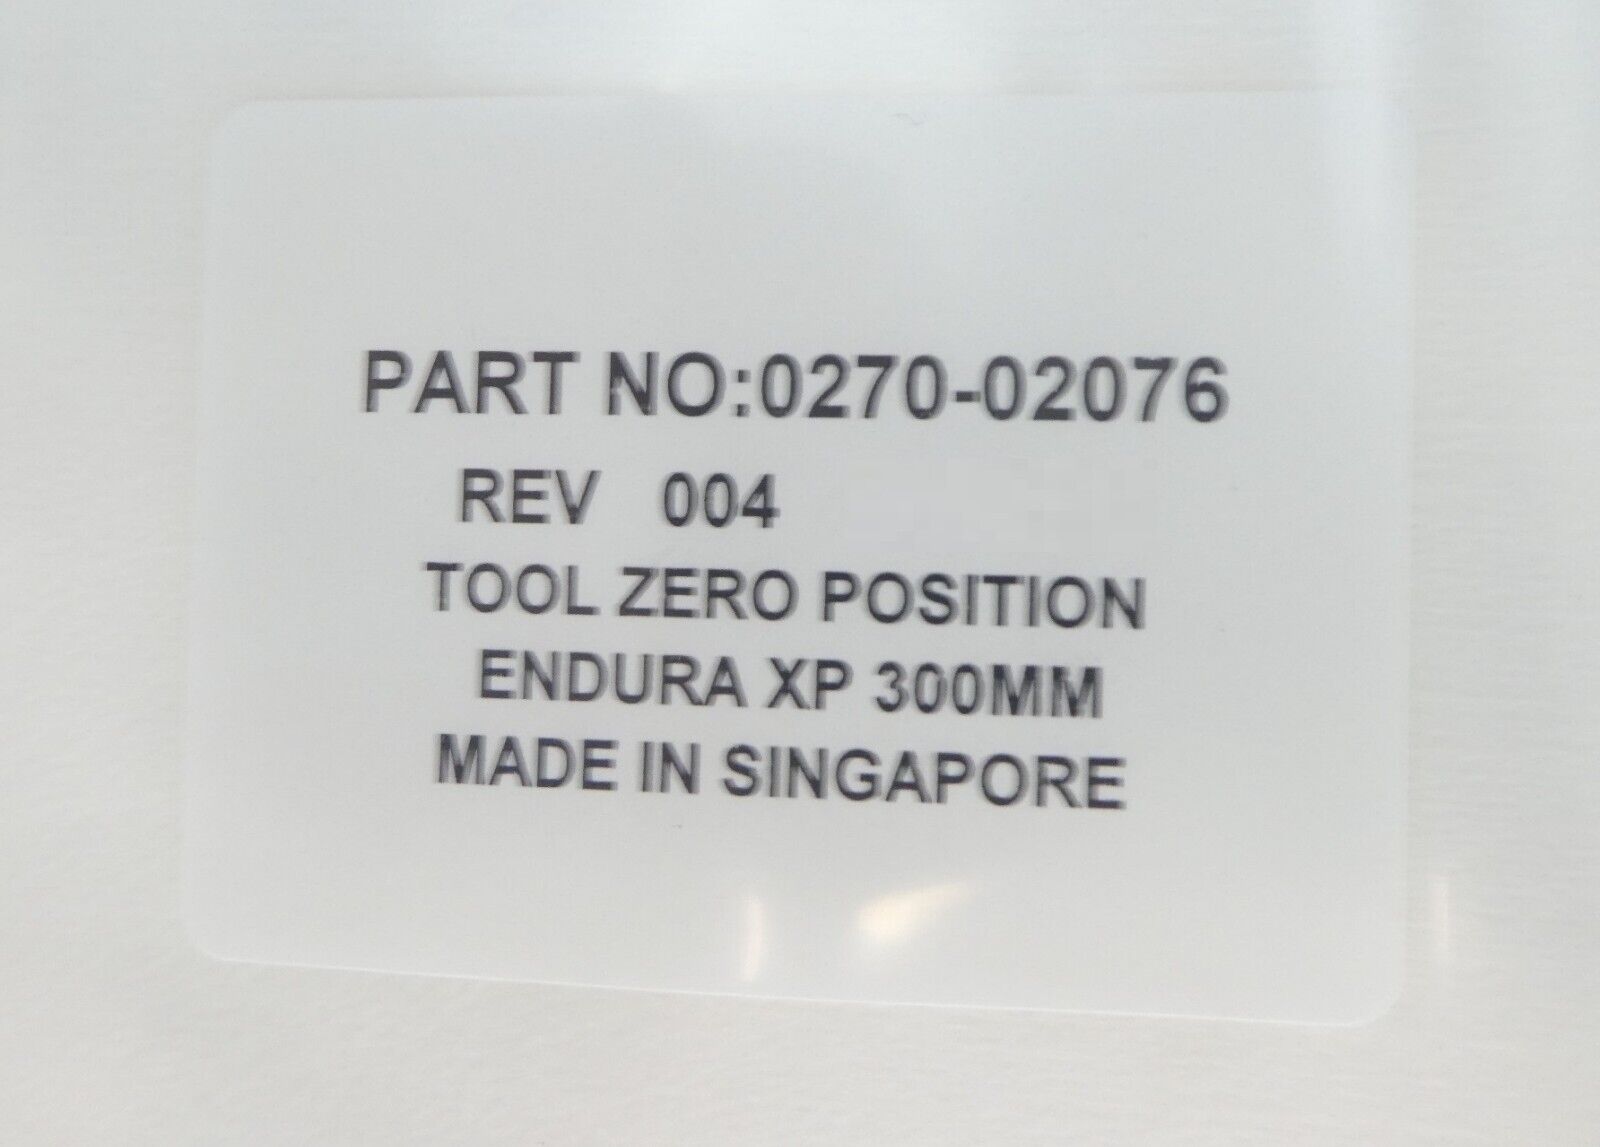 PART NO:0270-02076
REV 004
TOOL ZERO POSITION
ENDURA XP 300MM
MADE IN SINGAPORE